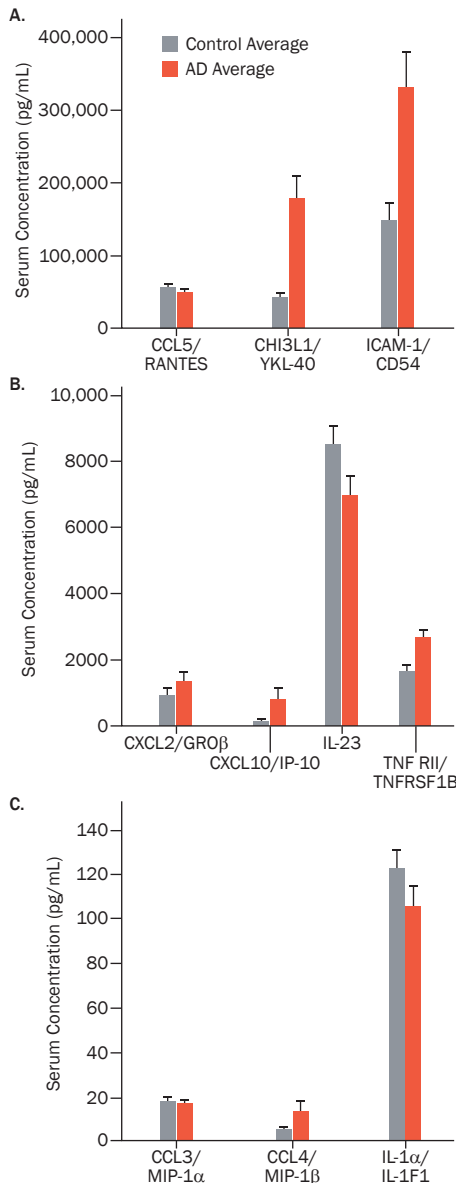 A.
Serum Concentration (pg/mL)
400,000
300,000
200,000
100,000
0
Control Average
AD Average
CCL5/
RANTES
CHI3L1/
YKL-40
ICAM-1/
CD54
B.
Serum Concentration (pg/mL)
10,000
8000
6000
4000
2000
0
CXCL2/GROβ
CXCL10/IP-10
IL-23
TNF RII/
TNFRSF1B
C.
Serum Concentration (pg/mL)
140
120
100
80
60
40
20
0
CCL3/
MIP-1α
CCL4/
MIP-1β
IL-1α/
IL-1F1